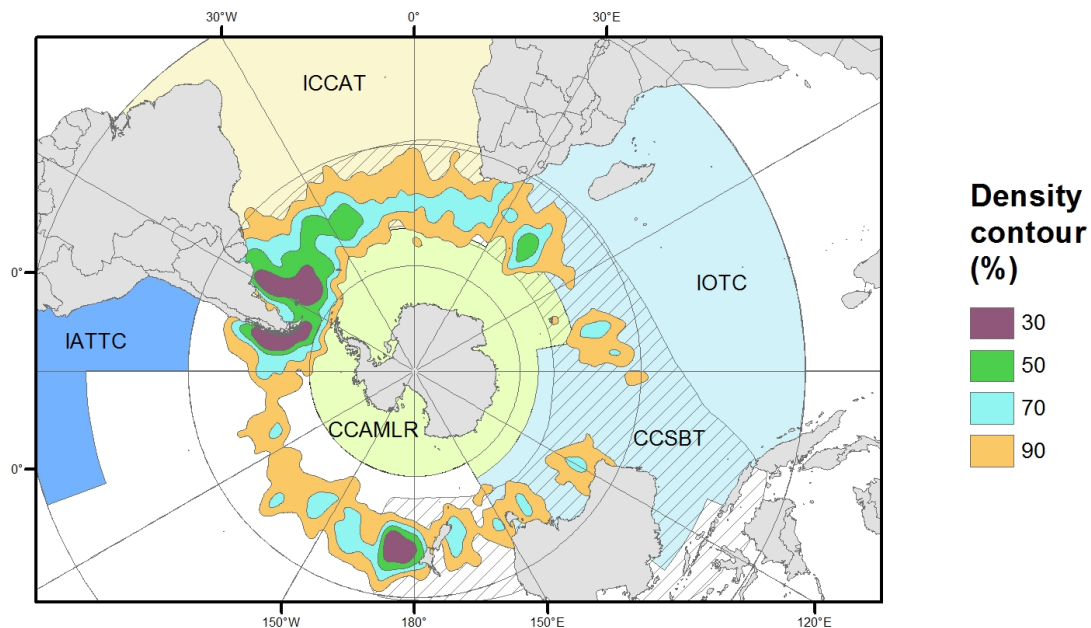 30°W 0° 30°E
ICCAT
Density
contour
(%)
0°
IOTC
IATTC
30
50
70
90
CCAMLR
CCSBT
0°
150°W 180° 150°E 120°E